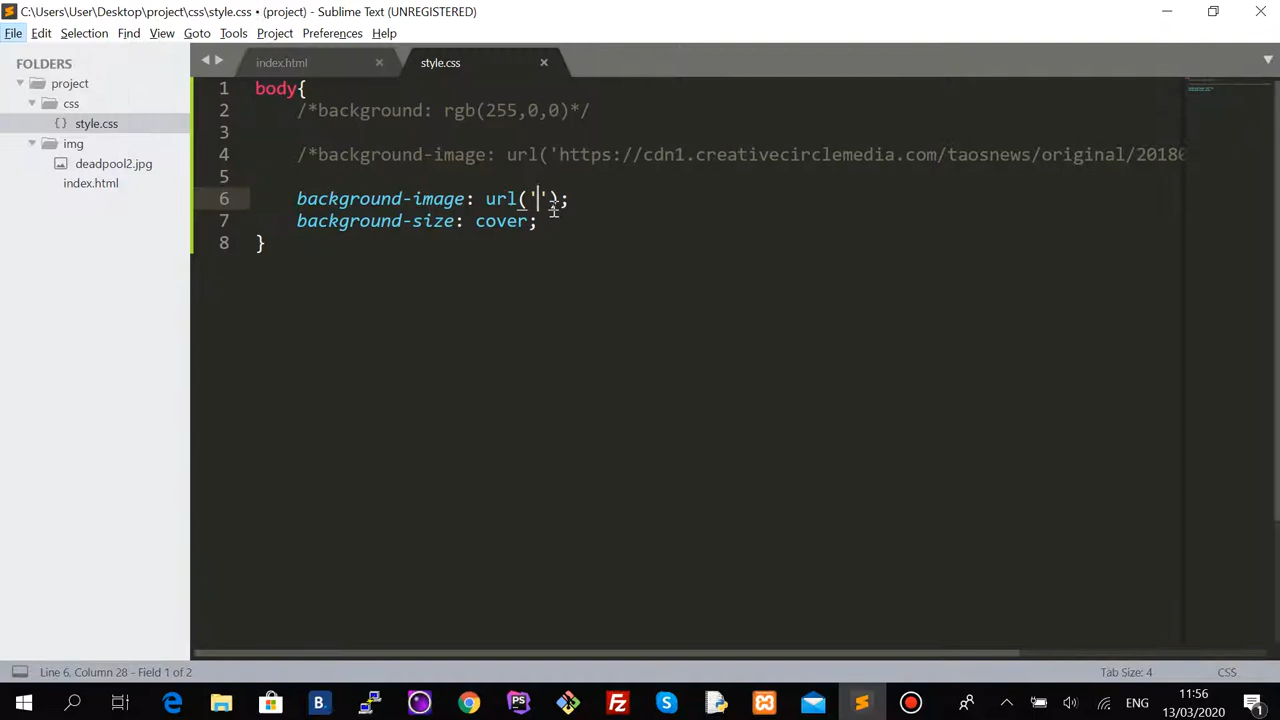 C:\Users\User\Desktop\project\css\style.css • (project) - Sublime Text (UNREGISTERED)
File Edit Selection Find View Goto Tools Project Preferences Help
FOLDERS
project
css
style.css
img
deadpool2.jpg
index.html
index.html style.css
1 body{
2 /*background: rgb(255,0,0)*/
3
4 /*background-image: url('https://cdn1.creativecirclemedia.com/taosnews/original/20180
5
6 background-image: url('');
7 background-size: cover;
8 }
Line 6, Column 28 - Field 1 of 2
Tab Size: 4 CSS
B. PS Fz
ENG
11:56
13/03/2020
1